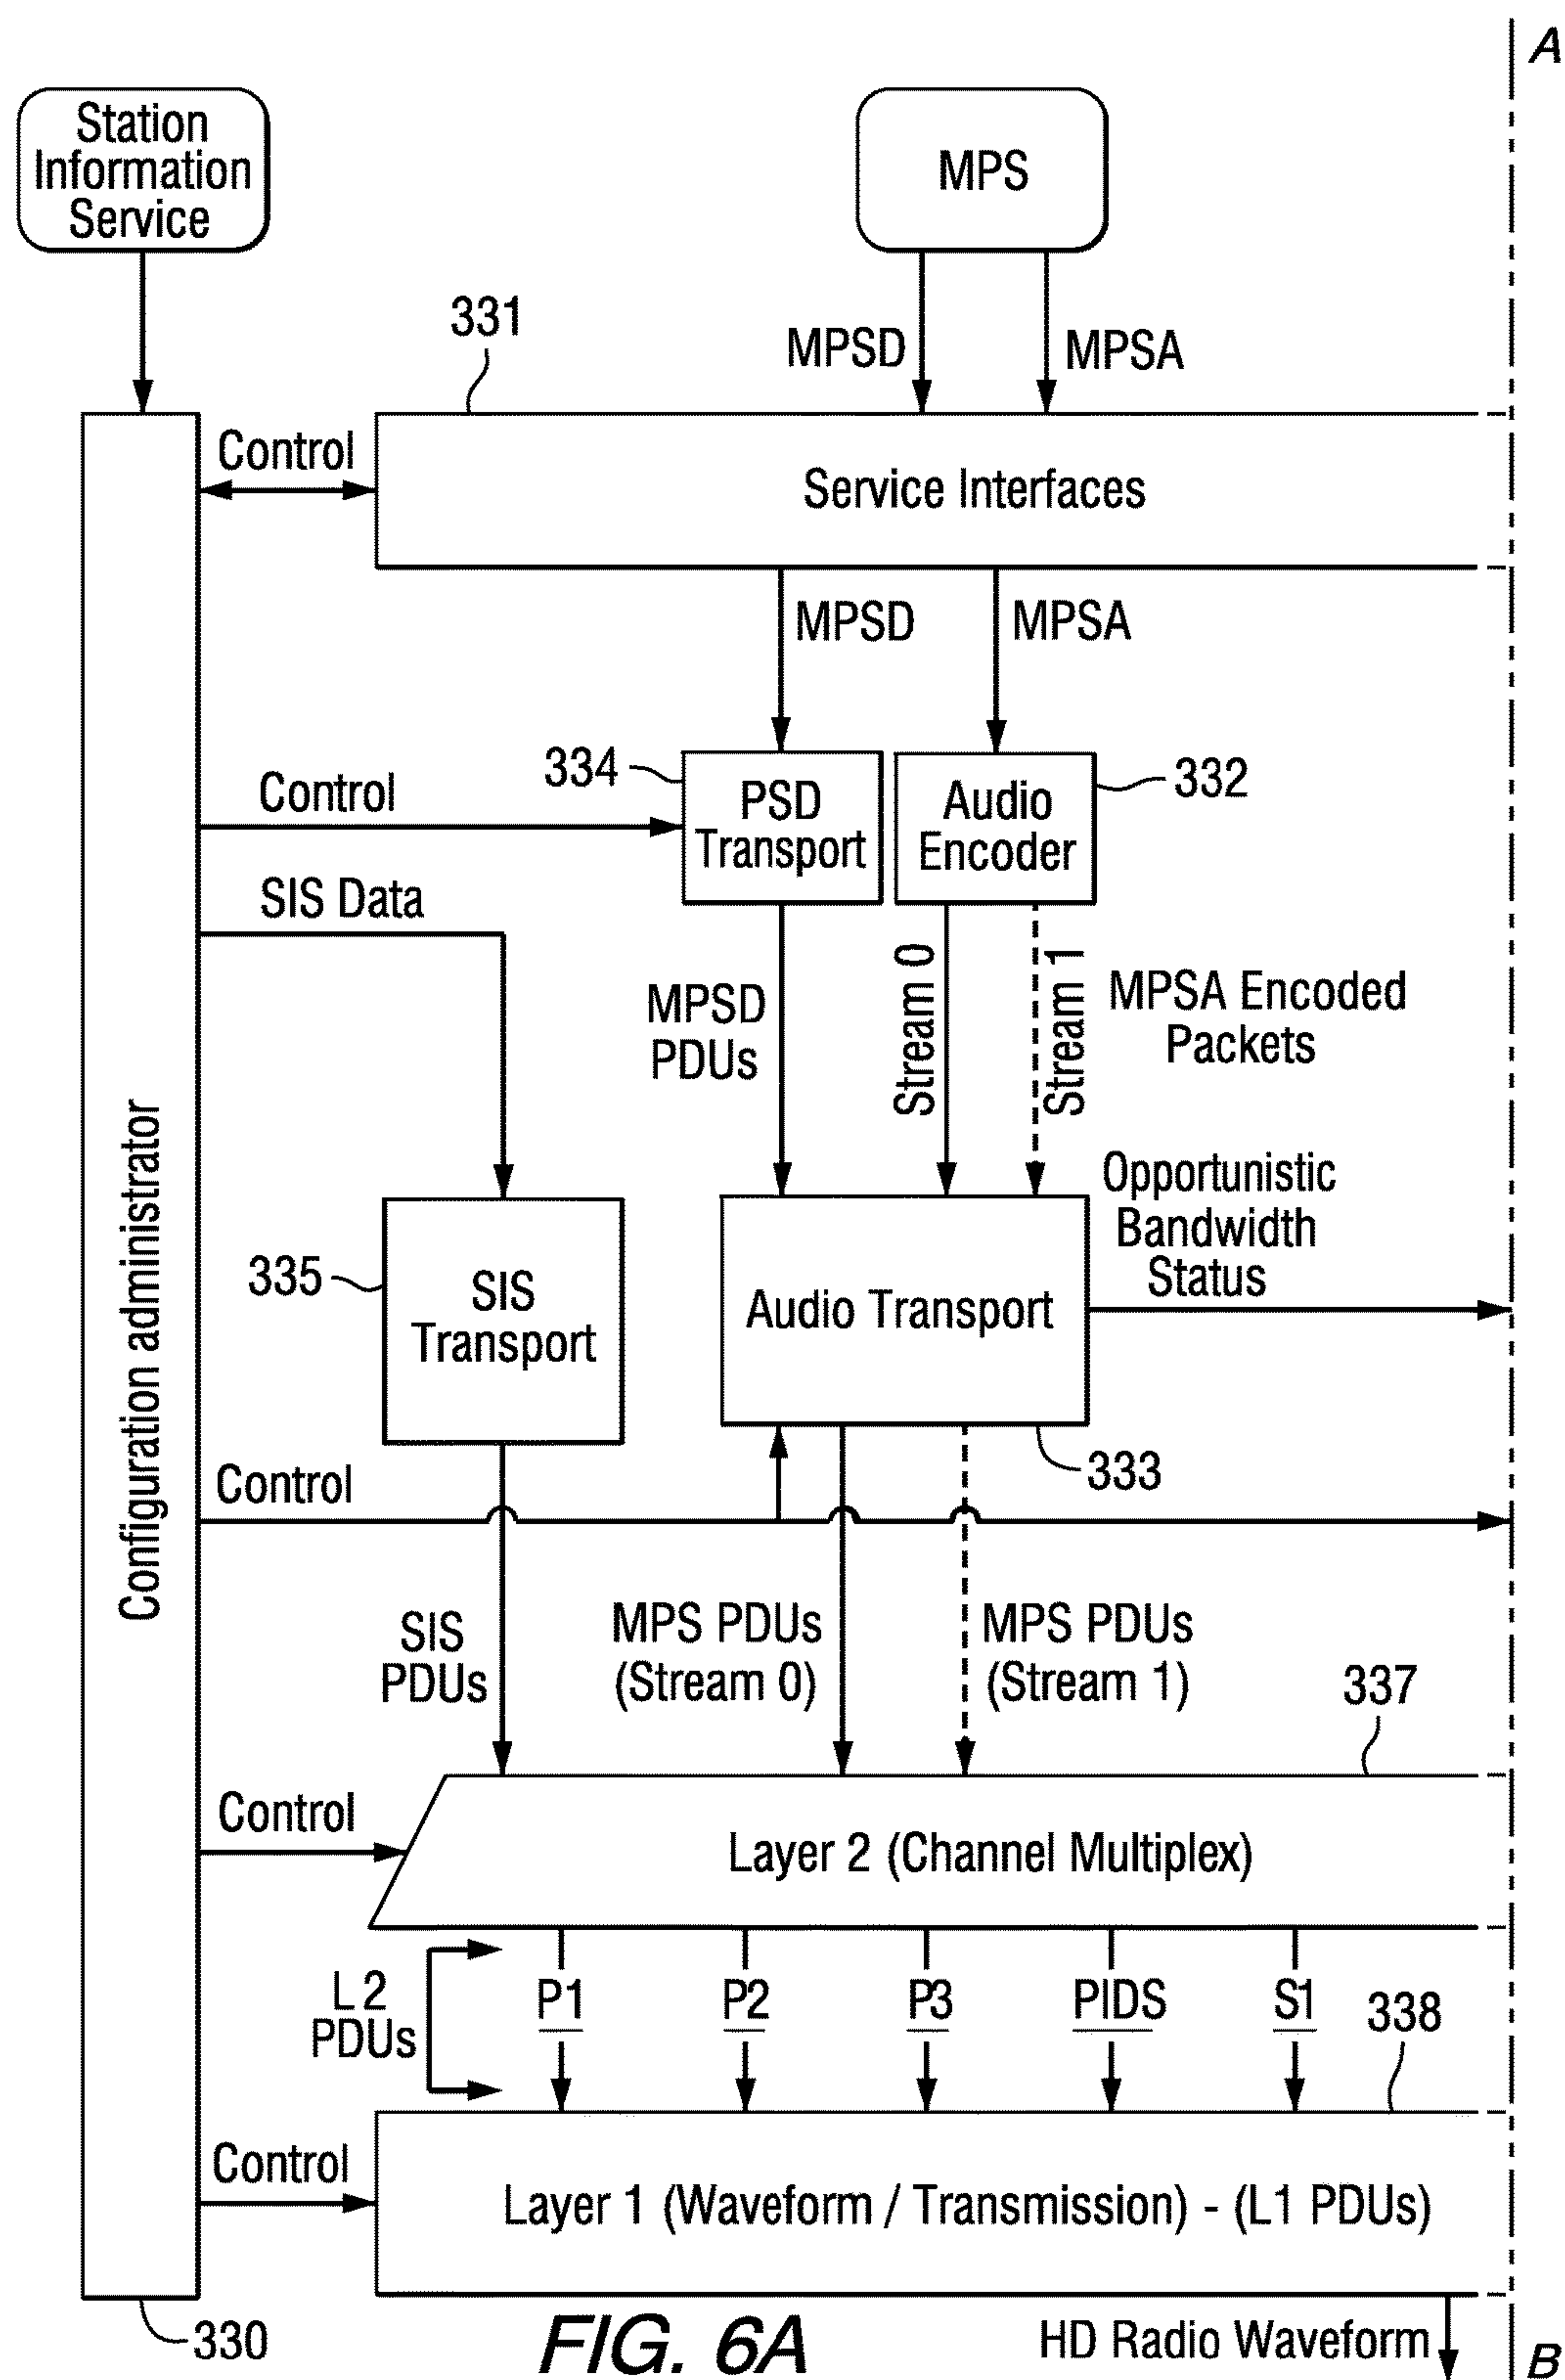 A
Station
Information
Service
MPS
331
MPSD
MPSA
Control
Service Interfaces
MPSD
MPSA
334
332
Control
PSD
Transport
Audio
Encoder
SIS Data
MPSD
PDUs
Stream 0
Stream 1
MPSA Encoded
Packets
Configuration administrator
Opportunistic
Bandwidth
Status
335
SIS
Transport
Audio Transport
333
Control
SIS
PDUs
MPS PDUs
(Stream 0)
MPS PDUs
(Stream 1)
337
Control
Layer 2 (Channel Multiplex)
L2
PDUs
P1
P2
P3
PIDS
S1
338
Control
Layer 1 (Waveform / Transmission) - (L1 PDUs)
330
FIG. 6A
HD Radio Waveform
B